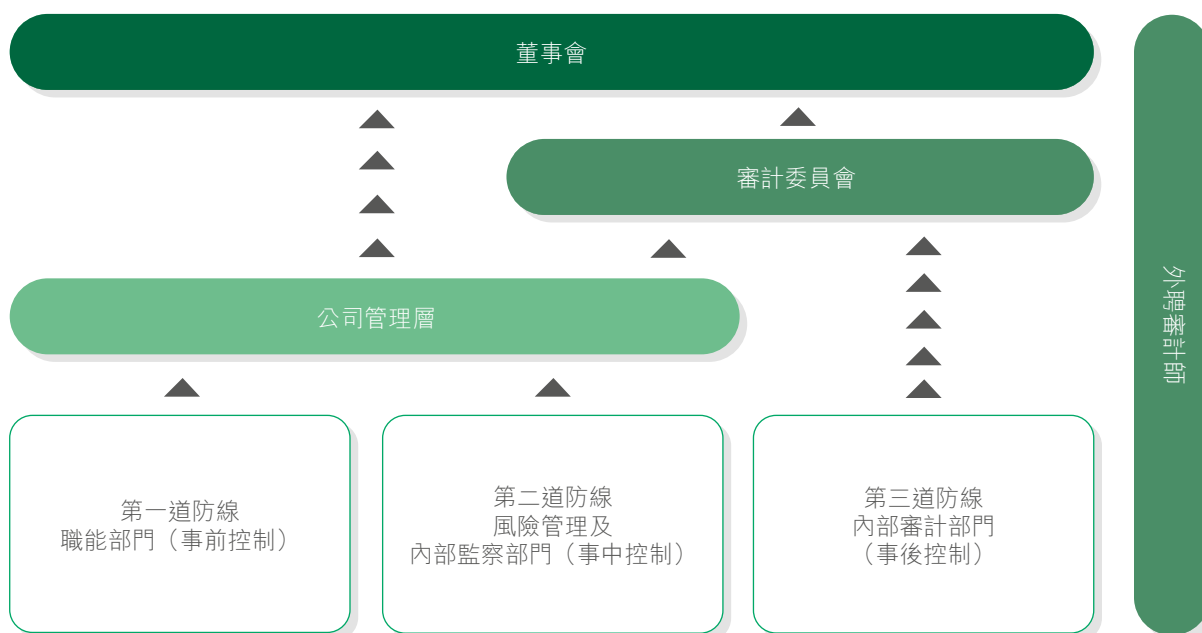 董事會
審計委員會
公司管理層
第一道防線
職能部門（事前控制）
第二道防線
風險管理及
內部監察部門（事中控制）
第三道防線
內部審計部門
（事後控制）
外聘審計師